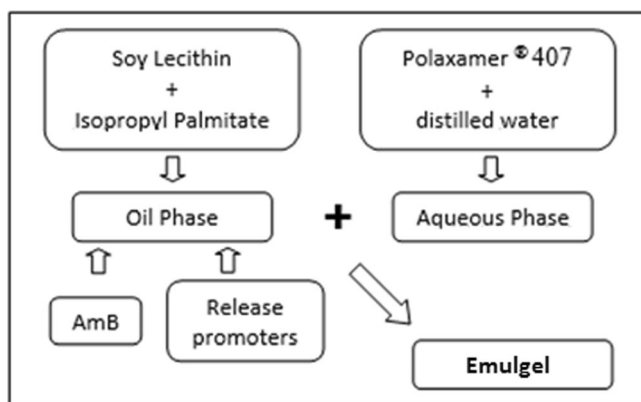 Soy Lecithin
+
Isopropyl Palmitate
Polaxamer ® 407
+
distilled water
Oil Phase
+
Aqueous Phase
AmB
Release
promoters
Emulgel